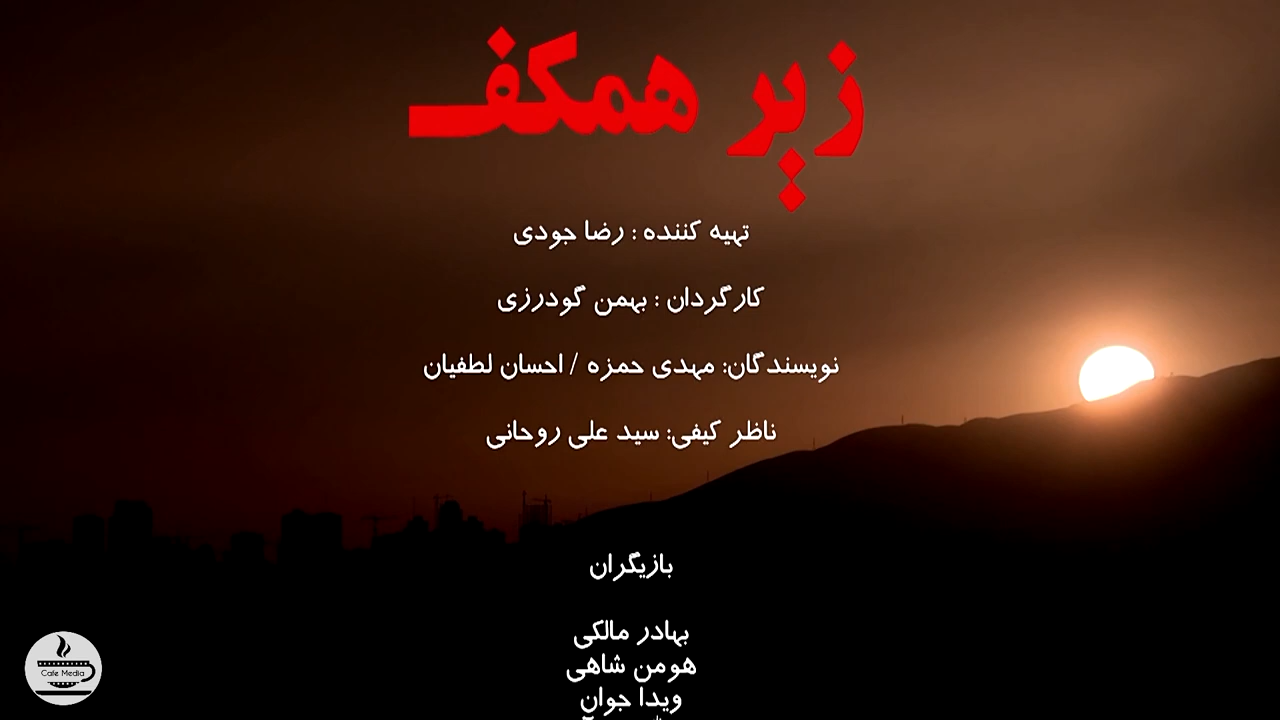 زیر همکف
تهیه کننده : رضا جودی
کارگردان : بهمن گودرزی
نویسندگان: مهدی حمزه / احسان لطفیان
ناظر کیفی: سید علی روحانی
بازیگران
بهادر مالکی
هومن شاهی
ویدا جوان
Cafe Media